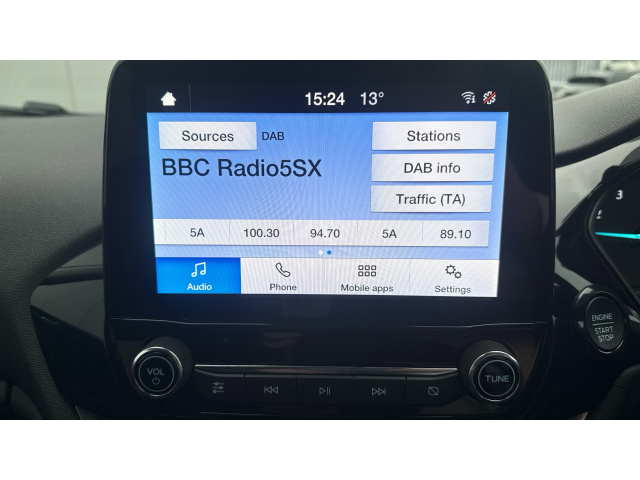 15:24 13°
Sources DAB Stations
BBC Radio5SX
DAB info
Traffic (TA)
5A 100.30 94.70 5A 89.10
Audio Phone Mobile apps Settings
VOL
TUNE
ENGINE
START
STOP
3